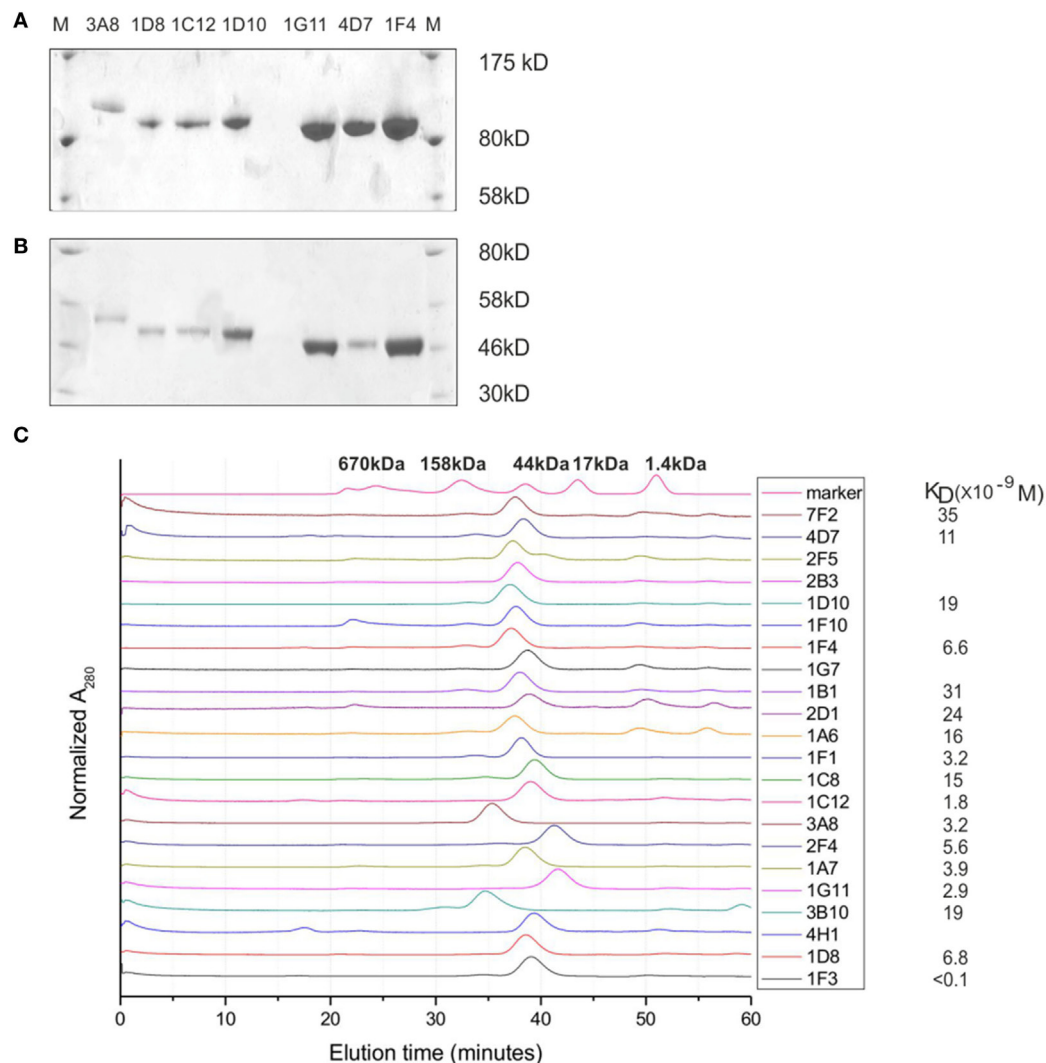 A
M 3A8 1D8 1C12 1D10 1G11 4D7 1F4 M
175 kD
80kD
58kD
B
80kD
58kD
46kD
30kD
C
670kDa 158kDa 44kDa 17kDa 1.4kDa
KD(X10⁻⁹ M)
marker
7F2 35
4D7 11
2F5
2B3
1D10 19
1F10
1F4 6.6
1G7
1B1 31
2D1 24
1A6 16
1F1 3.2
1C8 15
1C12 1.8
3A8 3.2
2F4 5.6
1A7 3.9
1G11 2.9
3B10 19
4H1
1D8 6.8
1F3 <0.1
Normalized A280
0 10 20 30 40 50 60
Elution time (minutes)